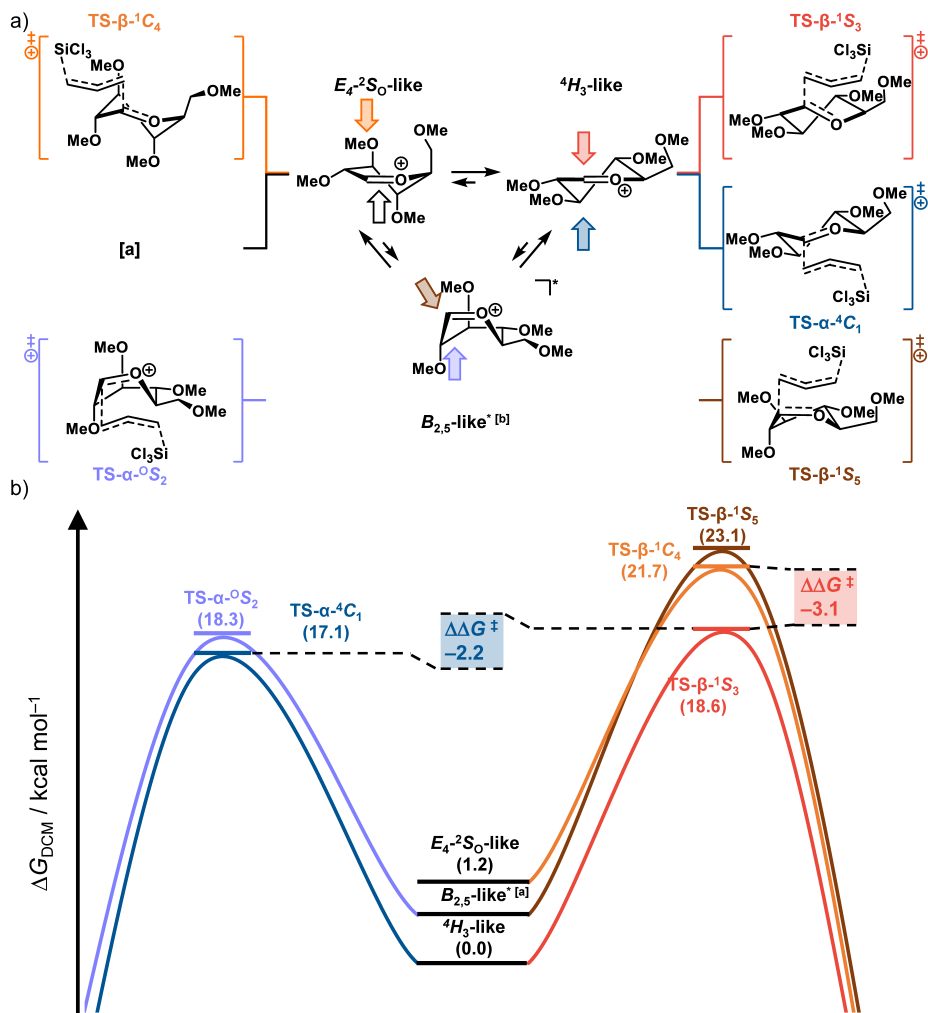 a)
TS-β-¹C₄
‡
⊕
SiCl₃
MeO
OMe
MeO
OMe
E₄-²Sₒ-like
OMe
MeO
⊕
MeO
O
OMe
⁴H₃-like
OMe
MeO
MeO
O
⊕
TS-β-¹S₃
‡
⊕
Cl₃Si
OMe
OMe
MeO
MeO
O
[a]
‡
⊕
OMe
OMe
MeO
MeO
O
Cl₃Si
TS-α-⁴C₁
*
MeO
O
⊕
OMe
OMe
MeO
B₂,₅-like* [b]
‡
⊕
MeO
O
⊕
OMe
OMe
MeO
Cl₃Si
TS-α-ᴼS₂
‡
⊕
Cl₃Si
MeO
OMe
OMe
O
MeO
TS-β-¹S₅
b)
ΔG_DCM / kcal mol⁻¹
TS-α-ᴼS₂
(18.3)
TS-α-⁴C₁
(17.1)
ΔΔG‡
−2.2
TS-β-¹S₅
(23.1)
TS-β-¹C₄
(21.7)
ΔΔG‡
−3.1
TS-β-¹S₃
(18.6)
E₄-²Sₒ-like
(1.2)
B₂,₅-like* [a]
⁴H₃-like
(0.0)